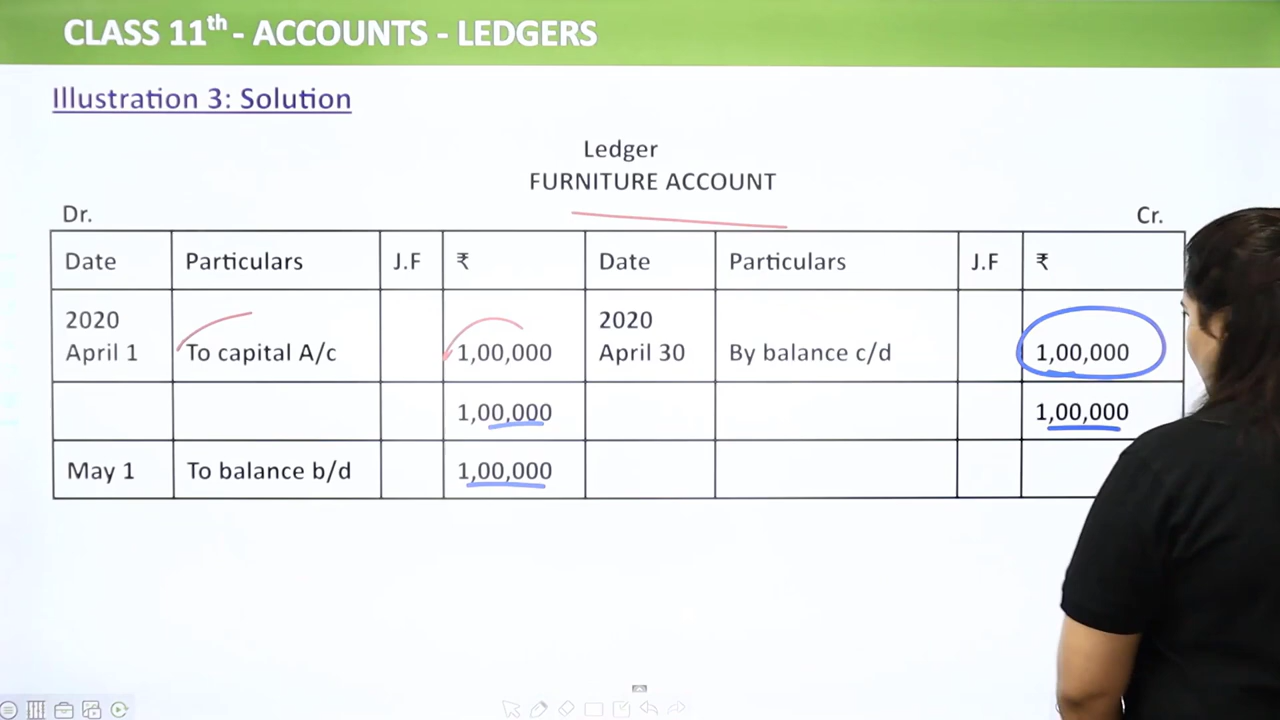 CLASS 11th - ACCOUNTS - LEDGERS
Illustration 3: Solution
Ledger
FURNITURE ACCOUNT
Dr. Cr.
Date Particulars J.F ₹ Date Particulars J.F ₹
2020 2020
April 1 To capital A/c 1,00,000 April 30 By balance c/d 1,00,000
1,00,000 1,00,000
May 1 To balance b/d 1,00,000